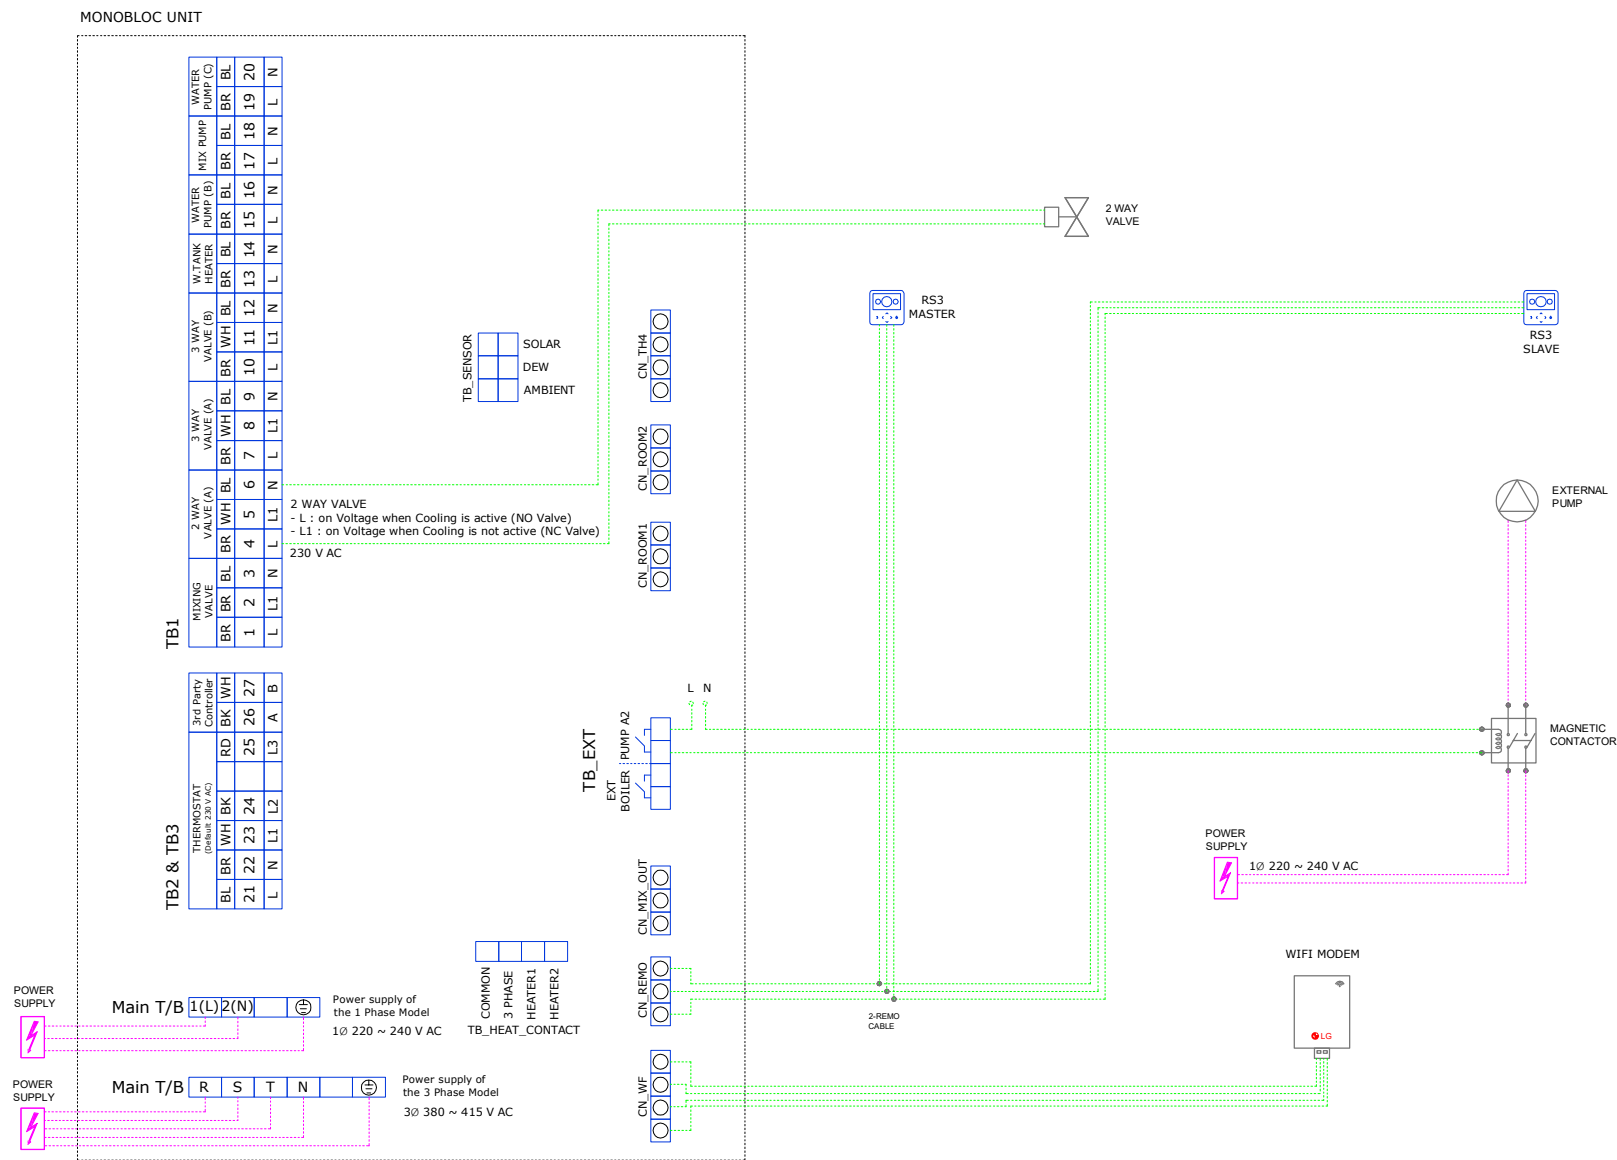 MONOBLOC UNIT
WATER
PUMP (C)
BL 20 N
BR 19 L
MIX PUMP
BL 18 N
BR 17 L
WATER
PUMP (B)
BL 16 N
BR 15 L
W.TANK
HEATER
BL 14 N
BR 13 L
3 WAY
VALVE (B)
BL 12 N
WH 11 L1
BR 10 L
3 WAY
VALVE (A)
BL 9 N
WH 8 L1
BR 7 L
2 WAY
VALVE (A)
BL 6 N
WH 5 L1
BR 4 L
MIXING
VALVE
BL 3 N
BR 2 L1
BR 1 L
TB1
2 WAY VALVE
- L : on Voltage when Cooling is active (NO Valve)
- L1 : on Voltage when Cooling is not active (NC Valve)
230 V AC
3rd Party
Controller
WH 27 B
BK 26 A
THERMOSTAT
(Default 230 V AC)
RD 25 L3
BK 24 L2
WH 23 L1
BR 22 N
BL 21 L
TB2 & TB3
TB_SENSOR
SOLAR
DEW
AMBIENT
CN_TH4
CN_ROOM2
CN_ROOM1
L N
TB_EXT
PUMP A2
EXT
BOILER
CN_MIX_OUT
CN_REMO
CN_WF
COMMON
3 PHASE
HEATER1
HEATER2
TB_HEAT_CONTACT
POWER
SUPPLY
Main T/B 1(L) 2(N)
Power supply of
the 1 Phase Model
1Ø 220 ~ 240 V AC
POWER
SUPPLY
Main T/B R S T N
Power supply of
the 3 Phase Model
3Ø 380 ~ 415 V AC
2 WAY
VALVE
RS3
MASTER
RS3
SLAVE
EXTERNAL
PUMP
MAGNETIC
CONTACTOR
POWER
SUPPLY
1Ø 220 ~ 240 V AC
WIFI MODEM
LG
2-REMO
CABLE